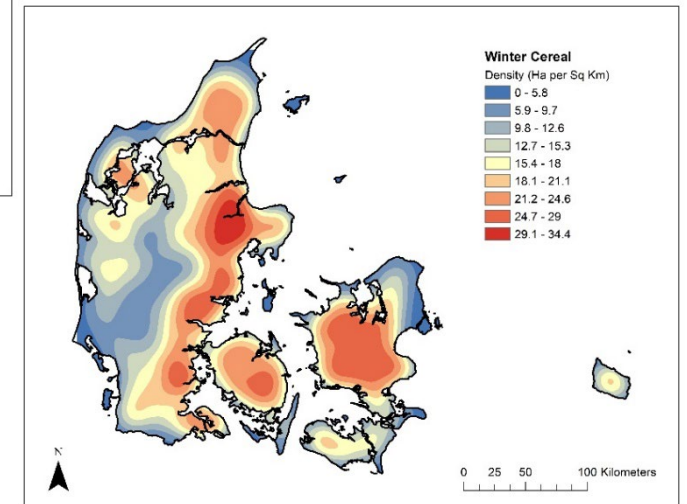 Winter Cereal
Density (Ha per Sq Km)
0 - 5.8
5.9 - 9.7
9.8 - 12.6
12.7 - 15.3
15.4 - 18
18.1 - 21.1
21.2 - 24.6
24.7 - 29
29.1 - 34.4
N
0 25 50 100 Kilometers